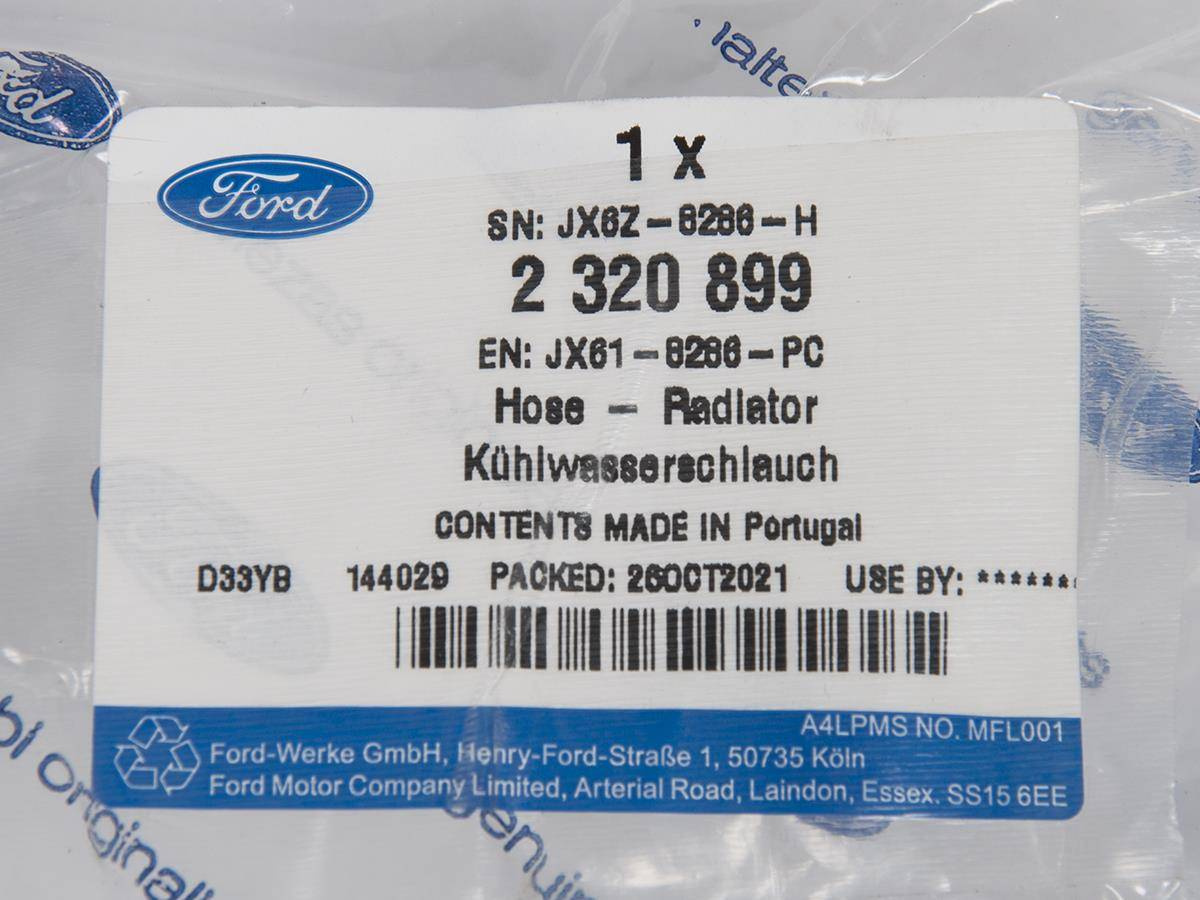 Ford
1 x
SN: JX6Z-8286-H
2 320 899
EN: JX61-8286-PC
Hose - Radiator
Kühlwasserschlauch
CONTENTS MADE IN Portugal
D33YB 144029 PACKED: 26OCT2021 USE BY: *******
A4LPMS NO. MFL001
Ford-Werke GmbH, Henry-Ford-Straße 1, 50735 Köln
Ford Motor Company Limited, Arterial Road, Laindon, Essex. SS15 6EE